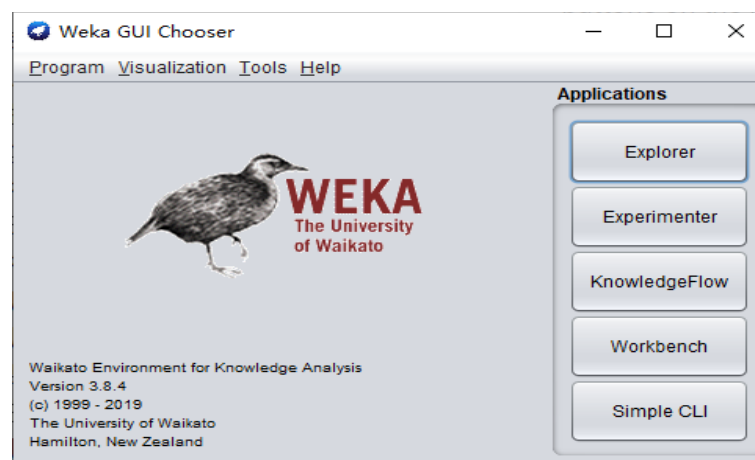 Weka GUI Chooser
Program Visualization Tools Help
Applications
Explorer
Experimenter
KnowledgeFlow
Workbench
Simple CLI
WEKA
The University
of Waikato
Waikato Environment for Knowledge Analysis
Version 3.8.4
(c) 1999 - 2019
The University of Waikato
Hamilton, New Zealand